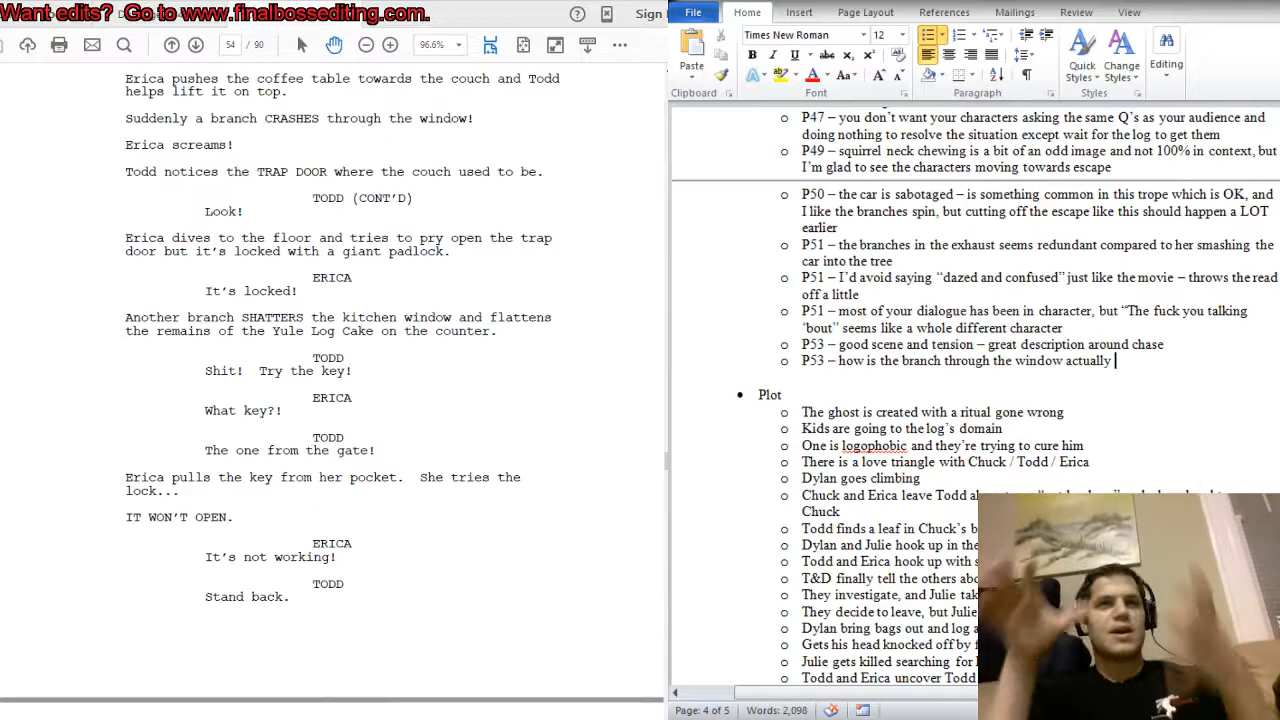 Want edits? Go to www.finalbossediting.com.
Sign
54 /
96.6%
Erica pushes the coffee table towards the couch and Todd
helps lift it on top.
Suddenly a branch CRASHES through the window!
Erica screams!
Todd notices the TRAP DOOR where the couch used to be.
TODD (CONT'D)
Look!
Erica dives to the floor and tries to pry open the trap
door but it's locked with a giant padlock.
ERICA
It's locked!
Another branch SHATTERS the kitchen window and flattens
the remains of the Yule Log Cake on the counter.
TODD
Shit! Try the key!
ERICA
What key?!
TODD
The one from the gate!
Erica pulls the key from her pocket. She tries the
lock...
IT WON'T OPEN.
ERICA
It's not working!
TODD
Stand back.
File Home Insert Page Layout References Mailings Review View
Times New Roman 12
Paste
Quick Styles
Change Styles
Editing
Clipboard Font Paragraph Styles
P47 – you don't want your characters asking the same Q's as your audience and
doing nothing to resolve the situation except wait for the log to get them
P49 – squirrel neck chewing is a bit of an odd image and not 100% in context, but
I'm glad to see the characters moving towards escape
P50 – the car is sabotaged – is something common in this trope which is OK, and
I like the branches spin, but cutting off the escape like this should happen a LOT
earlier
P51 – the branches in the exhaust seems redundant compared to her smashing the
car into the tree
P51 – I'd avoid saying "dazed and confused" just like the movie – throws the read
off a little
P51 – most of your dialogue has been in character, but "The fuck you talking
'bout" seems like a whole different character
P53 – good scene and tension – great description around chase
P53 – how is the branch through the window actually
Plot
The ghost is created with a ritual gone wrong
Kids are going to the log's domain
One is logophobic and they're trying to cure him
There is a love triangle with Chuck / Todd / Erica
Dylan goes climbing
Chuck and Erica leave Todd
Chuck
Todd finds a leaf in Chuck's
Dylan and Julie hook up in the
Todd and Erica hook up with
T&D finally tell the others
They investigate, and Julie
They decide to leave, but Julie
Dylan bring bags out and log
Gets his head knocked off by
Julie gets killed searching for
Todd and Erica uncover Todd
Page: 4 of 5 Words: 2,098